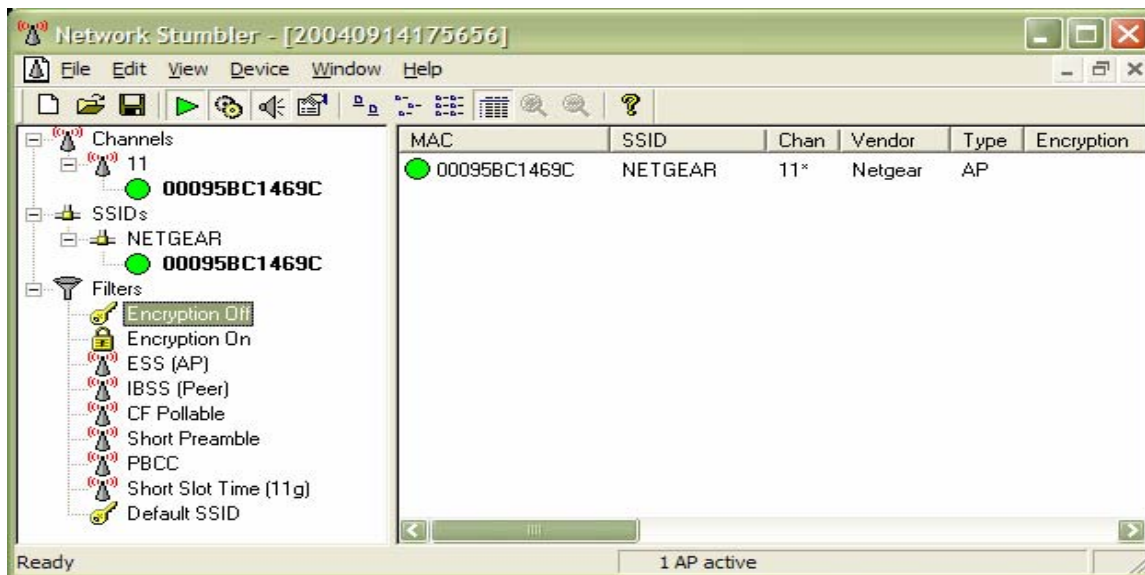 Network Stumbler - [20040914175656]
File Edit View Device Window Help
Channels
11
00095BC1469C
SSIDs
NETGEAR
00095BC1469C
Filters
Encryption Off
Encryption On
ESS (AP)
IBSS (Peer)
CF Pollable
Short Preamble
PBCC
Short Slot Time (11g)
Default SSID
MAC SSID Chan Vendor Type Encryption
00095BC1469C NETGEAR 11* Netgear AP
Ready 1 AP active